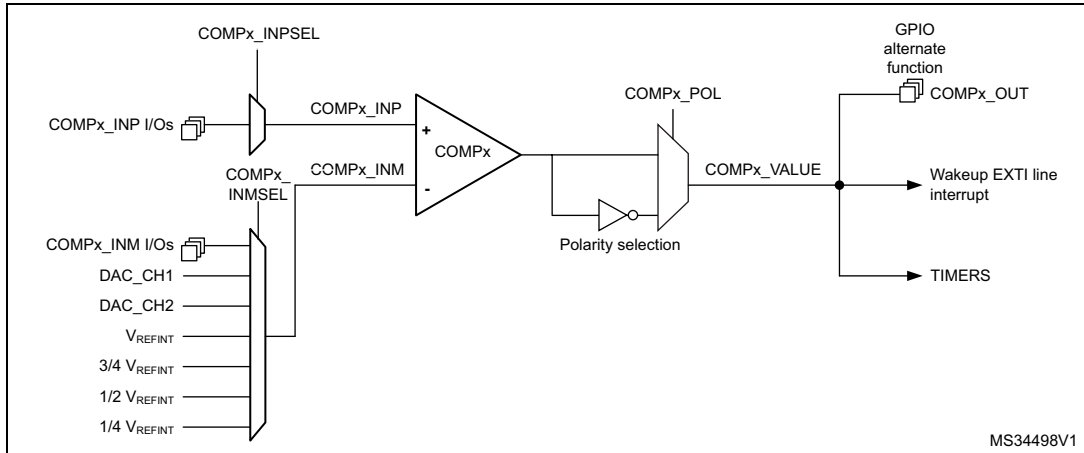 COMPx_INPSEL
GPIO
alternate
function
COMPx_POL
COMPx_OUT
COMPx_INP I/Os
COMPx_INP
+
COMPx
-
COMPx_INM
COMPx_
INMSEL
COMPx_VALUE
Wakeup EXTI line
interrupt
Polarity selection
COMPx_INM I/Os
DAC_CH1
TIMERS
DAC_CH2
VREFINT
3/4 VREFINT
1/2 VREFINT
1/4 VREFINT
MS34498V1